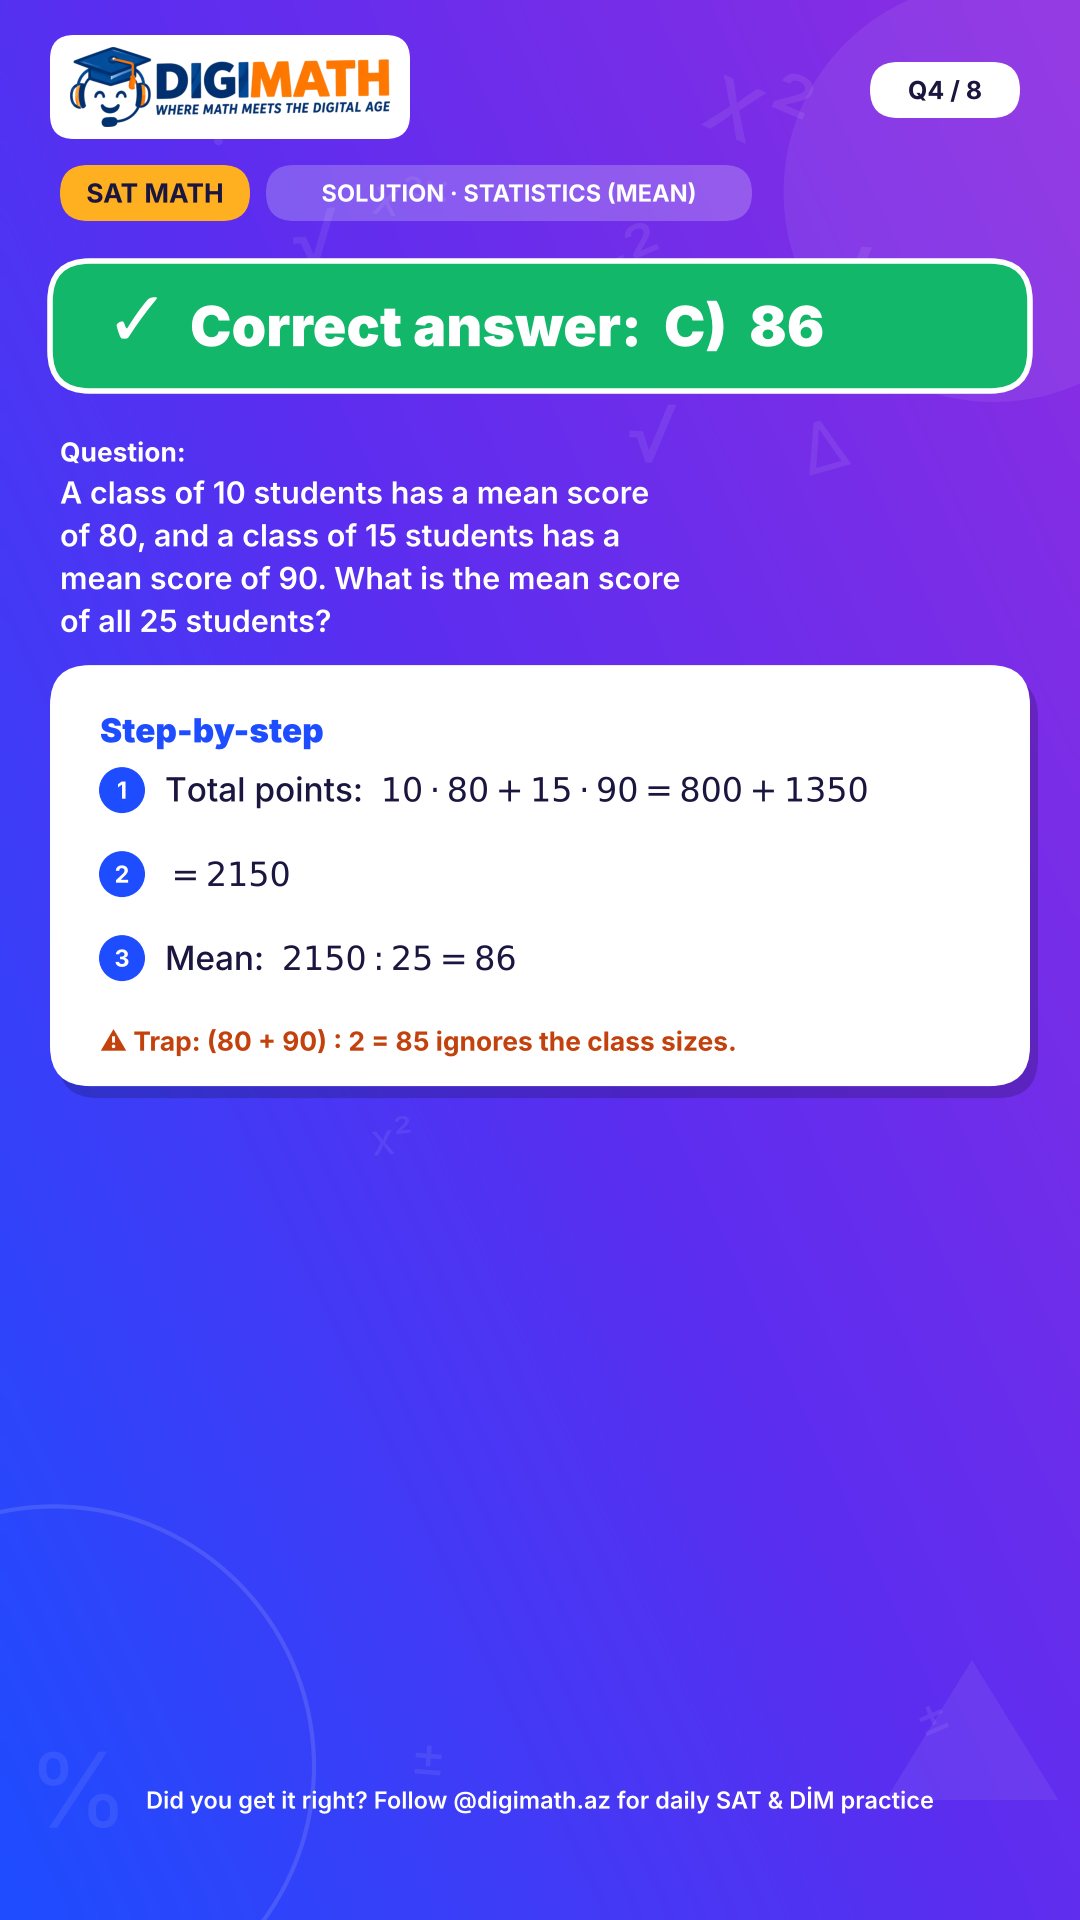 DIGIMATH
WHERE MATH MEETS THE DIGITAL AGE
Q4 / 8
SAT MATH
SOLUTION · STATISTICS (MEAN)
✓ Correct answer: C) 86
Question:
A class of 10 students has a mean score
of 80, and a class of 15 students has a
mean score of 90. What is the mean score
of all 25 students?
Step-by-step
1 Total points: 10 · 80 + 15 · 90 = 800 + 1350
2 = 2150
3 Mean: 2150 : 25 = 86
⚠ Trap: (80 + 90) : 2 = 85 ignores the class sizes.
Did you get it right? Follow @digimath.az for daily SAT & DİM practice